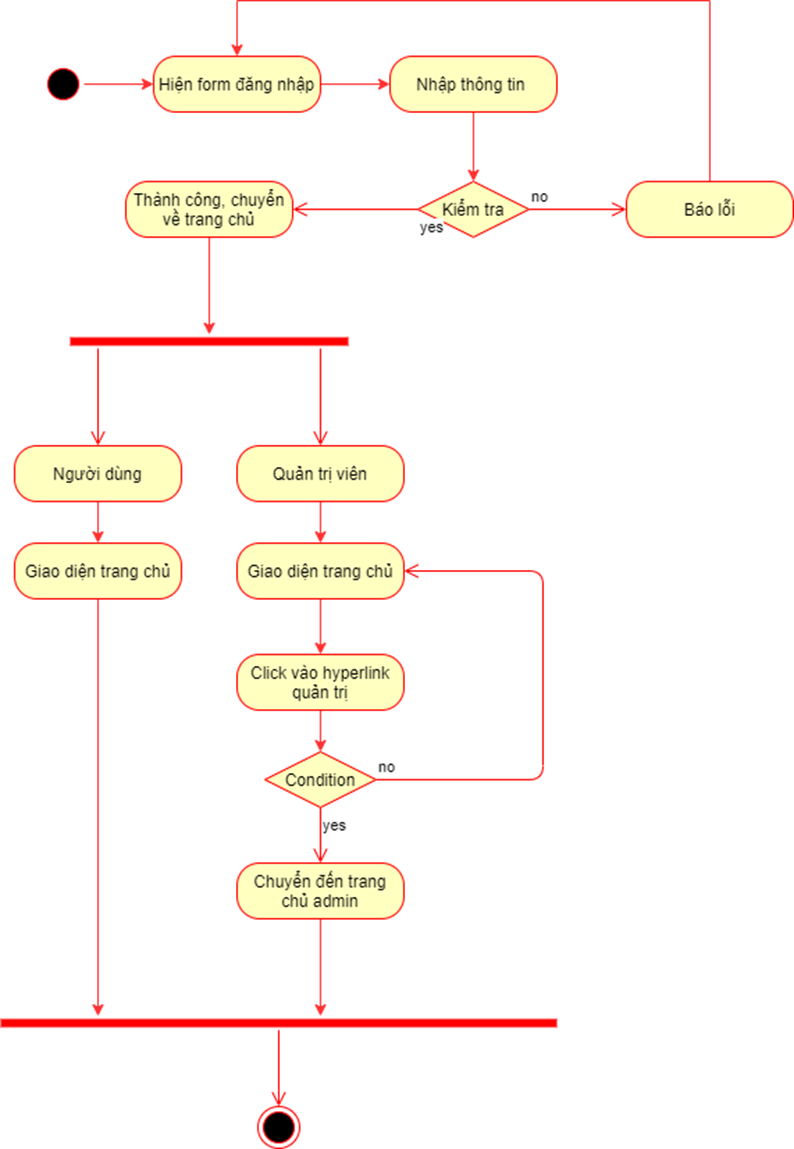 Hiện form đăng nhập
Nhập thông tin
Thành công, chuyển
về trang chủ
Kiểm tra
yes
no
Báo lỗi
Người dùng
Quản trị viên
Giao diện trang chủ
Giao diện trang chủ
Click vào hyperlink
quản trị
Condition
no
yes
Chuyển đến trang
chủ admin